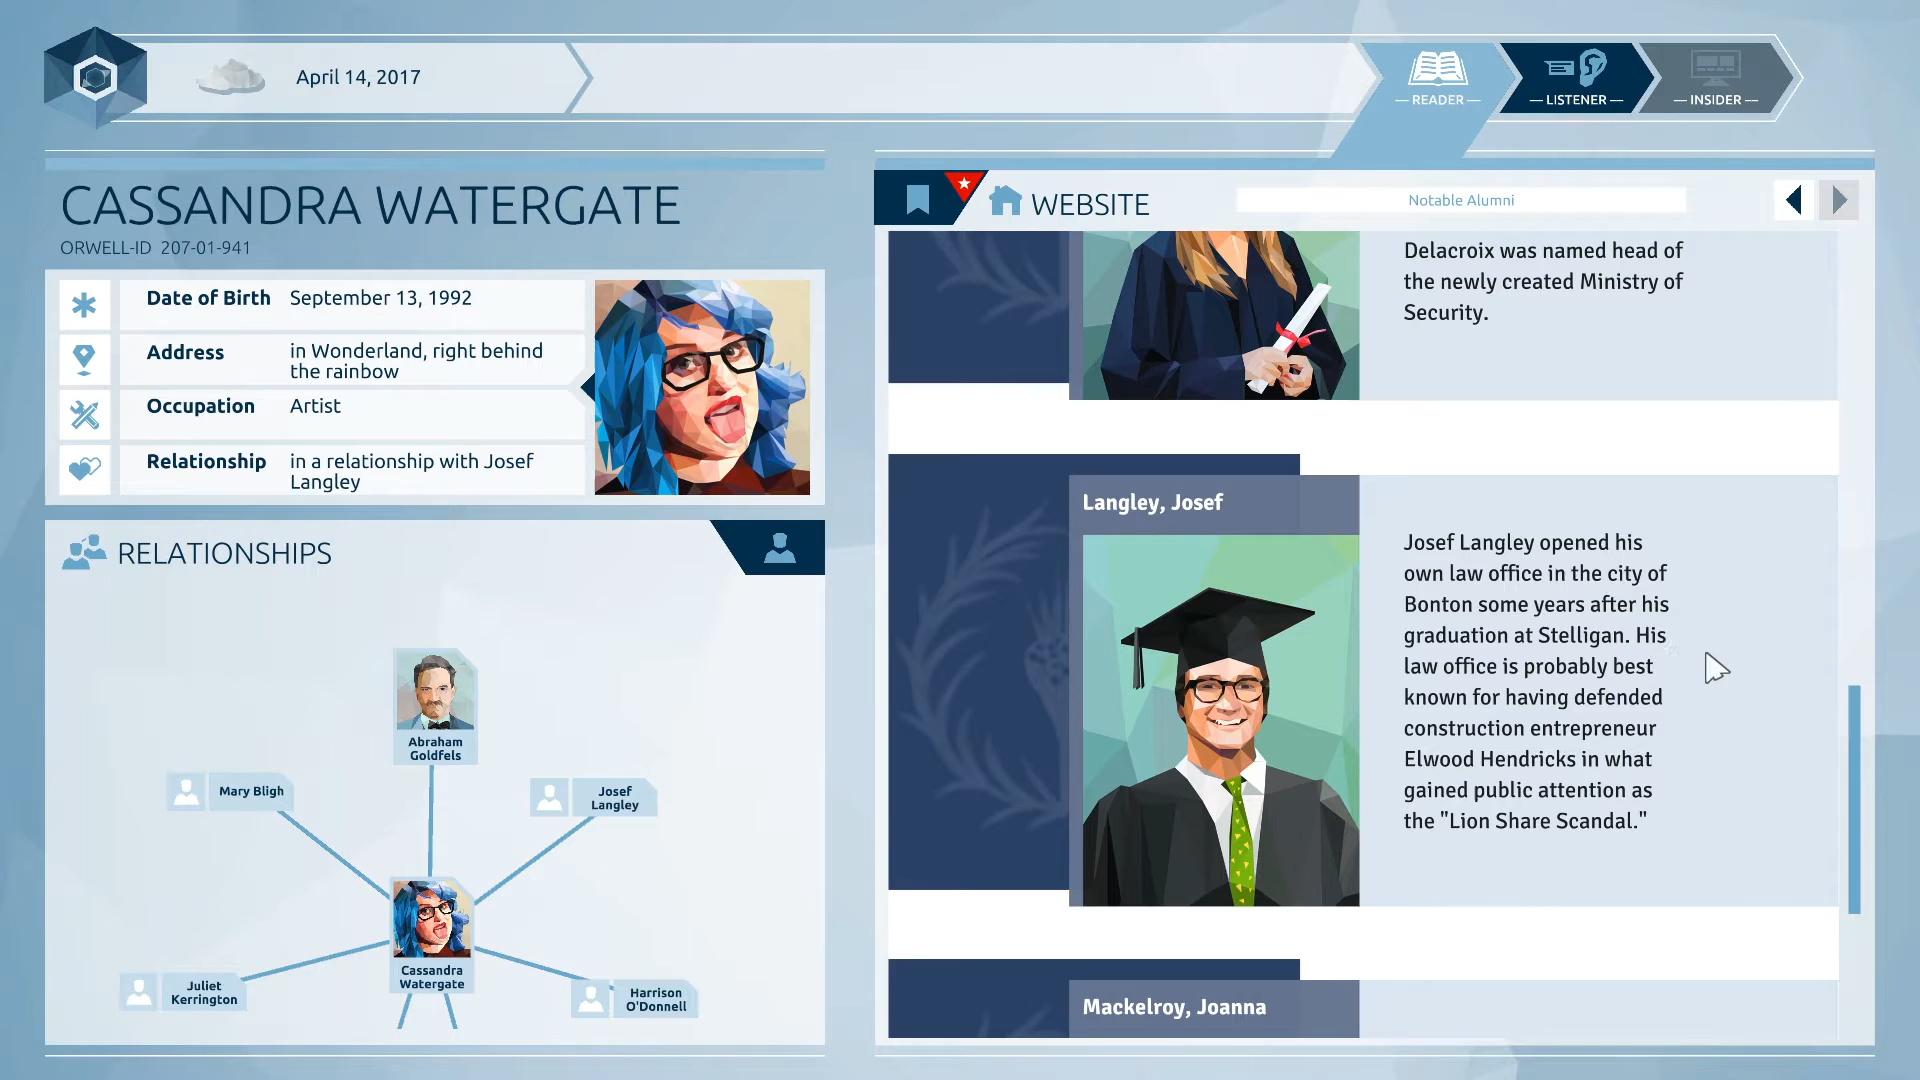 April 14, 2017
READER
LISTENER
INSIDER
CASSANDRA WATERGATE
ORWELL-ID 207-01-941
Date of Birth September 13, 1992
Address in Wonderland, right behind
the rainbow
Occupation Artist
Relationship in a relationship with Josef
Langley
RELATIONSHIPS
Abraham
Goldfels
Mary Bligh
Josef
Langley
Cassandra
Watergate
Juliet
Kerrington
Harrison
O'Donnell
WEBSITE
Notable Alumni
Delacroix was named head of
the newly created Ministry of
Security.
Langley, Josef
Josef Langley opened his
own law office in the city of
Bonton some years after his
graduation at Stelligan. His
law office is probably best
known for having defended
construction entrepreneur
Elwood Hendricks in what
gained public attention as
the "Lion Share Scandal."
Mackelroy, Joanna